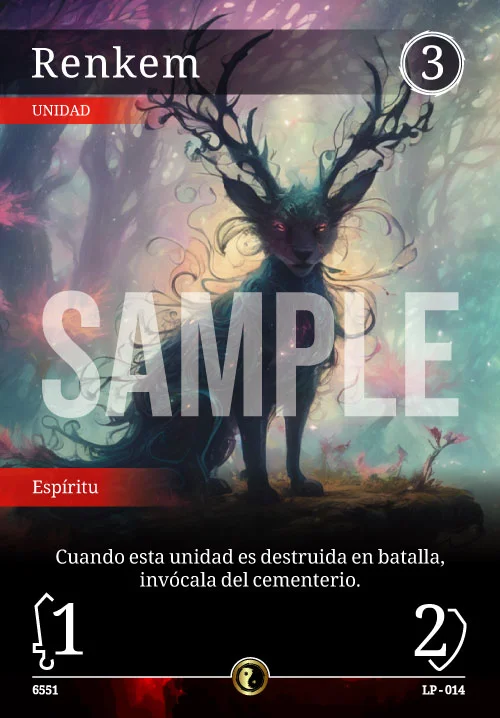 Renkem
3
UNIDAD
SAMPLE
Espíritu
Cuando esta unidad es destruida en batalla,
invócala del cementerio.
1
2
6551
LP - 014